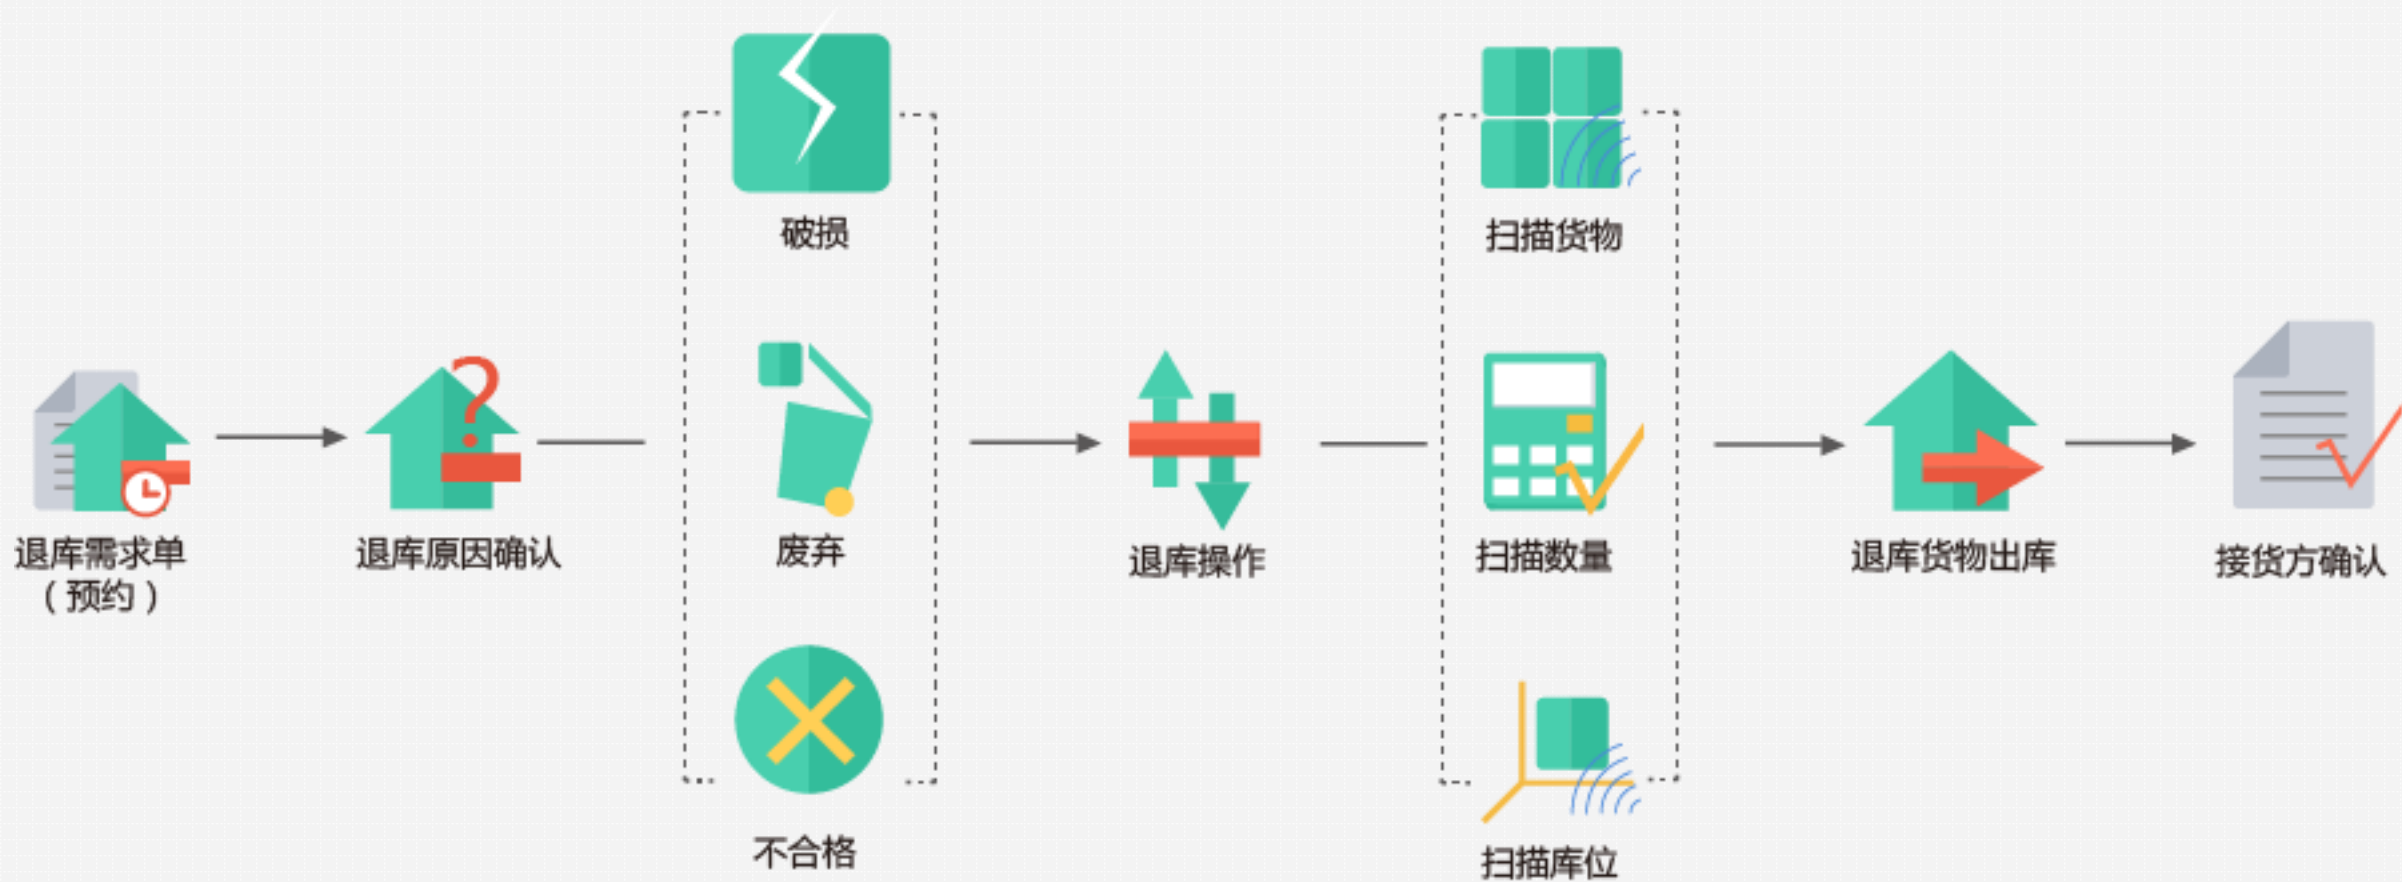 退库需求单
（预约）
退库原因确认
破损
废弃
不合格
退库操作
扫描货物
扫描数量
扫描库位
退库货物出库
接货方确认